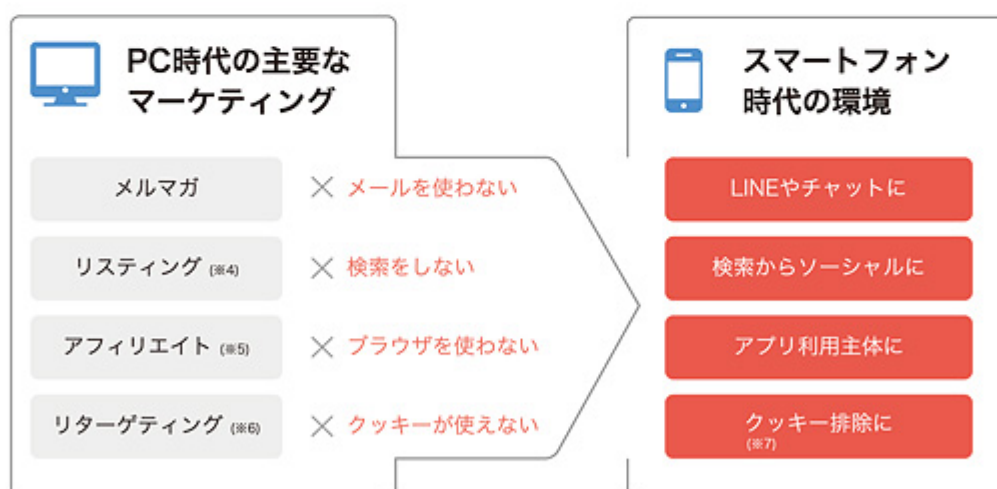 PC時代の主要な
マーケティング
スマートフォン
時代の環境
メルマガ
× メールを使わない
LINEやチャットに
リスティング (※4)
× 検索をしない
検索からソーシャルに
アフィリエイト (※5)
× ブラウザを使わない
アプリ利用主体に
リターゲティング (※6)
× クッキーが使えない
クッキー排除に
(※7)